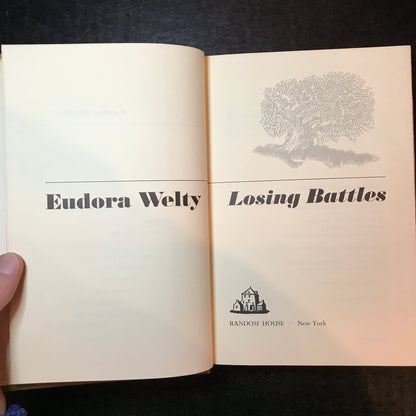 Eudora Welty
Losing Battles
RANDOM HOUSE · New York